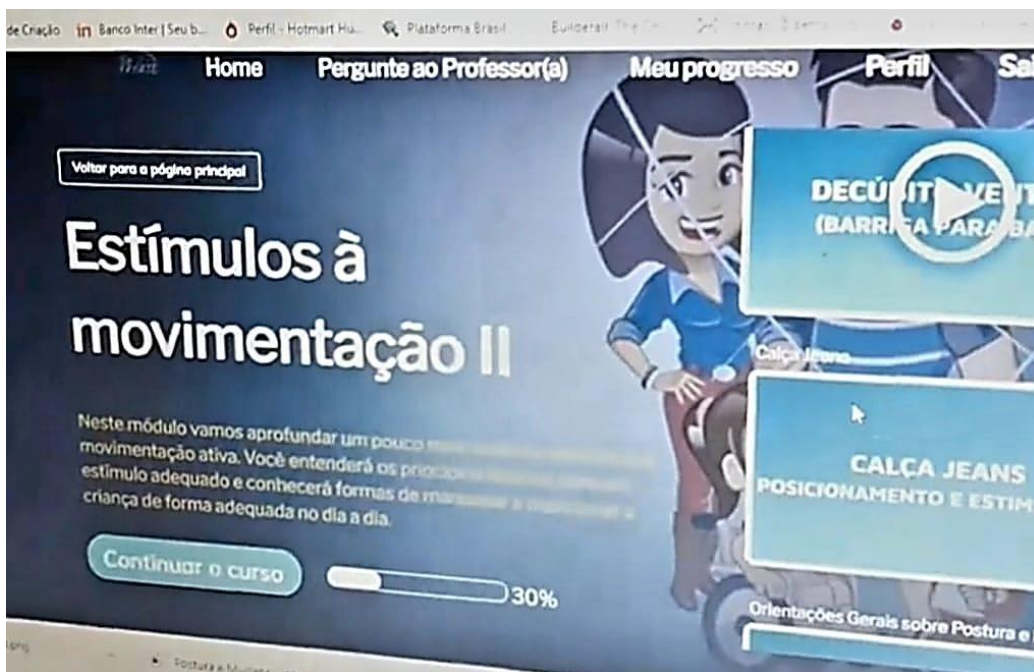 de Criação in Banco Inter | Seu b... Perfil - Hotmart Hu... Plataforma Brasil
Home Pergunte ao Professor(a) Meu progresso Perfil
Voltar para a página principal
Estímulos à
movimentação II
Neste módulo vamos aprofundar um pouco
movimentação ativa. Você entenderá os
estímulo adequado e conhecerá formas de
criança de forma adequada no dia a dia.
Continuar o curso
30%
(BARRIGA PARA
Calça Jeans
CALÇA JEANS
POSICIONAMENTO E
Orientações Gerais sobre Postura e